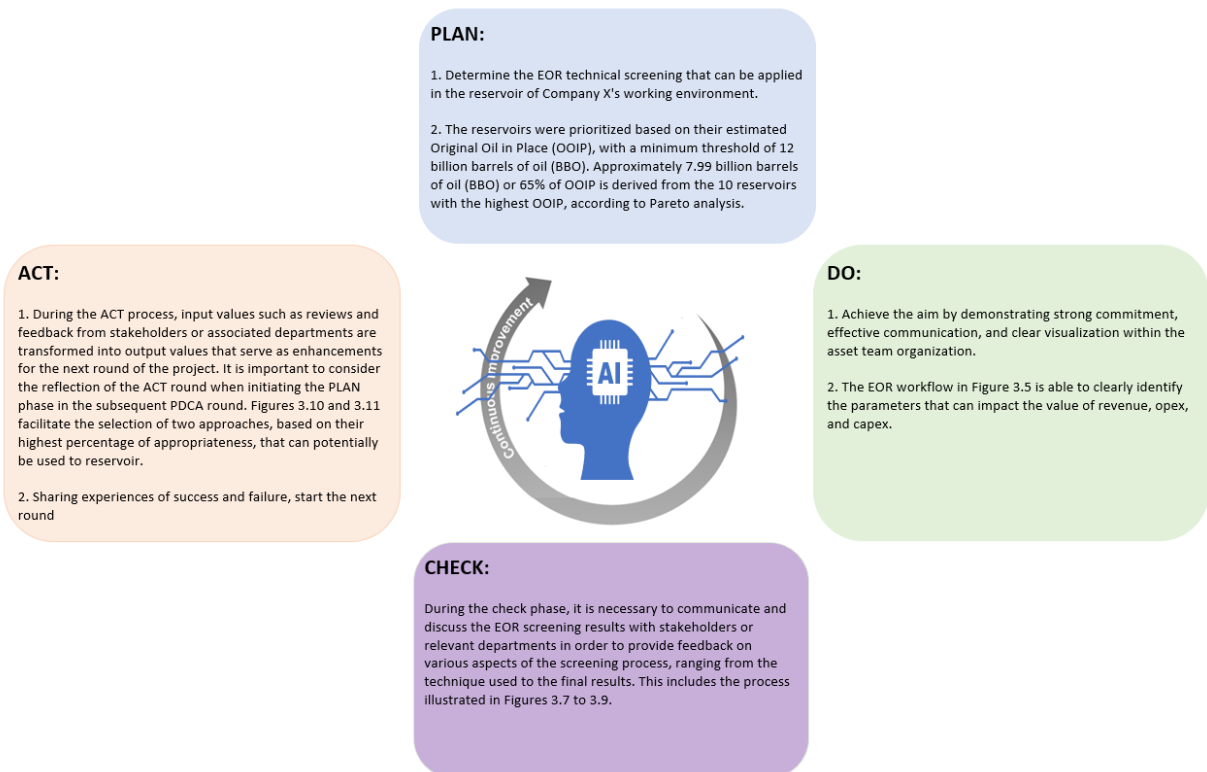 PLAN:
1. Determine the EOR technical screening that can be applied
in the reservoir of Company X's working environment.
2. The reservoirs were prioritized based on their estimated
Original Oil in Place (OOIP), with a minimum threshold of 12
billion barrels of oil (BBO). Approximately 7.99 billion barrels
of oil (BBO) or 65% of OOIP is derived from the 10 reservoirs
with the highest OOIP, according to Pareto analysis.
ACT:
1. During the ACT process, input values such as reviews and
feedback from stakeholders or associated departments are
transformed into output values that serve as enhancements
for the next round of the project. It is important to consider
the reflection of the ACT round when initiating the PLAN
phase in the subsequent PDCA round. Figures 3.10 and 3.11
facilitate the selection of two approaches, based on their
highest percentage of appropriateness, that can potentially
be used to reservoir.
2. Sharing experiences of success and failure, start the next
round
Continuous Improvement
AI
DO:
1. Achieve the aim by demonstrating strong commitment,
effective communication, and clear visualization within the
asset team organization.
2. The EOR workflow in Figure 3.5 is able to clearly identify
the parameters that can impact the value of revenue, opex,
and capex.
CHECK:
During the check phase, it is necessary to communicate and
discuss the EOR screening results with stakeholders or
relevant departments in order to provide feedback on
various aspects of the screening process, ranging from the
technique used to the final results. This includes the process
illustrated in Figures 3.7 to 3.9.